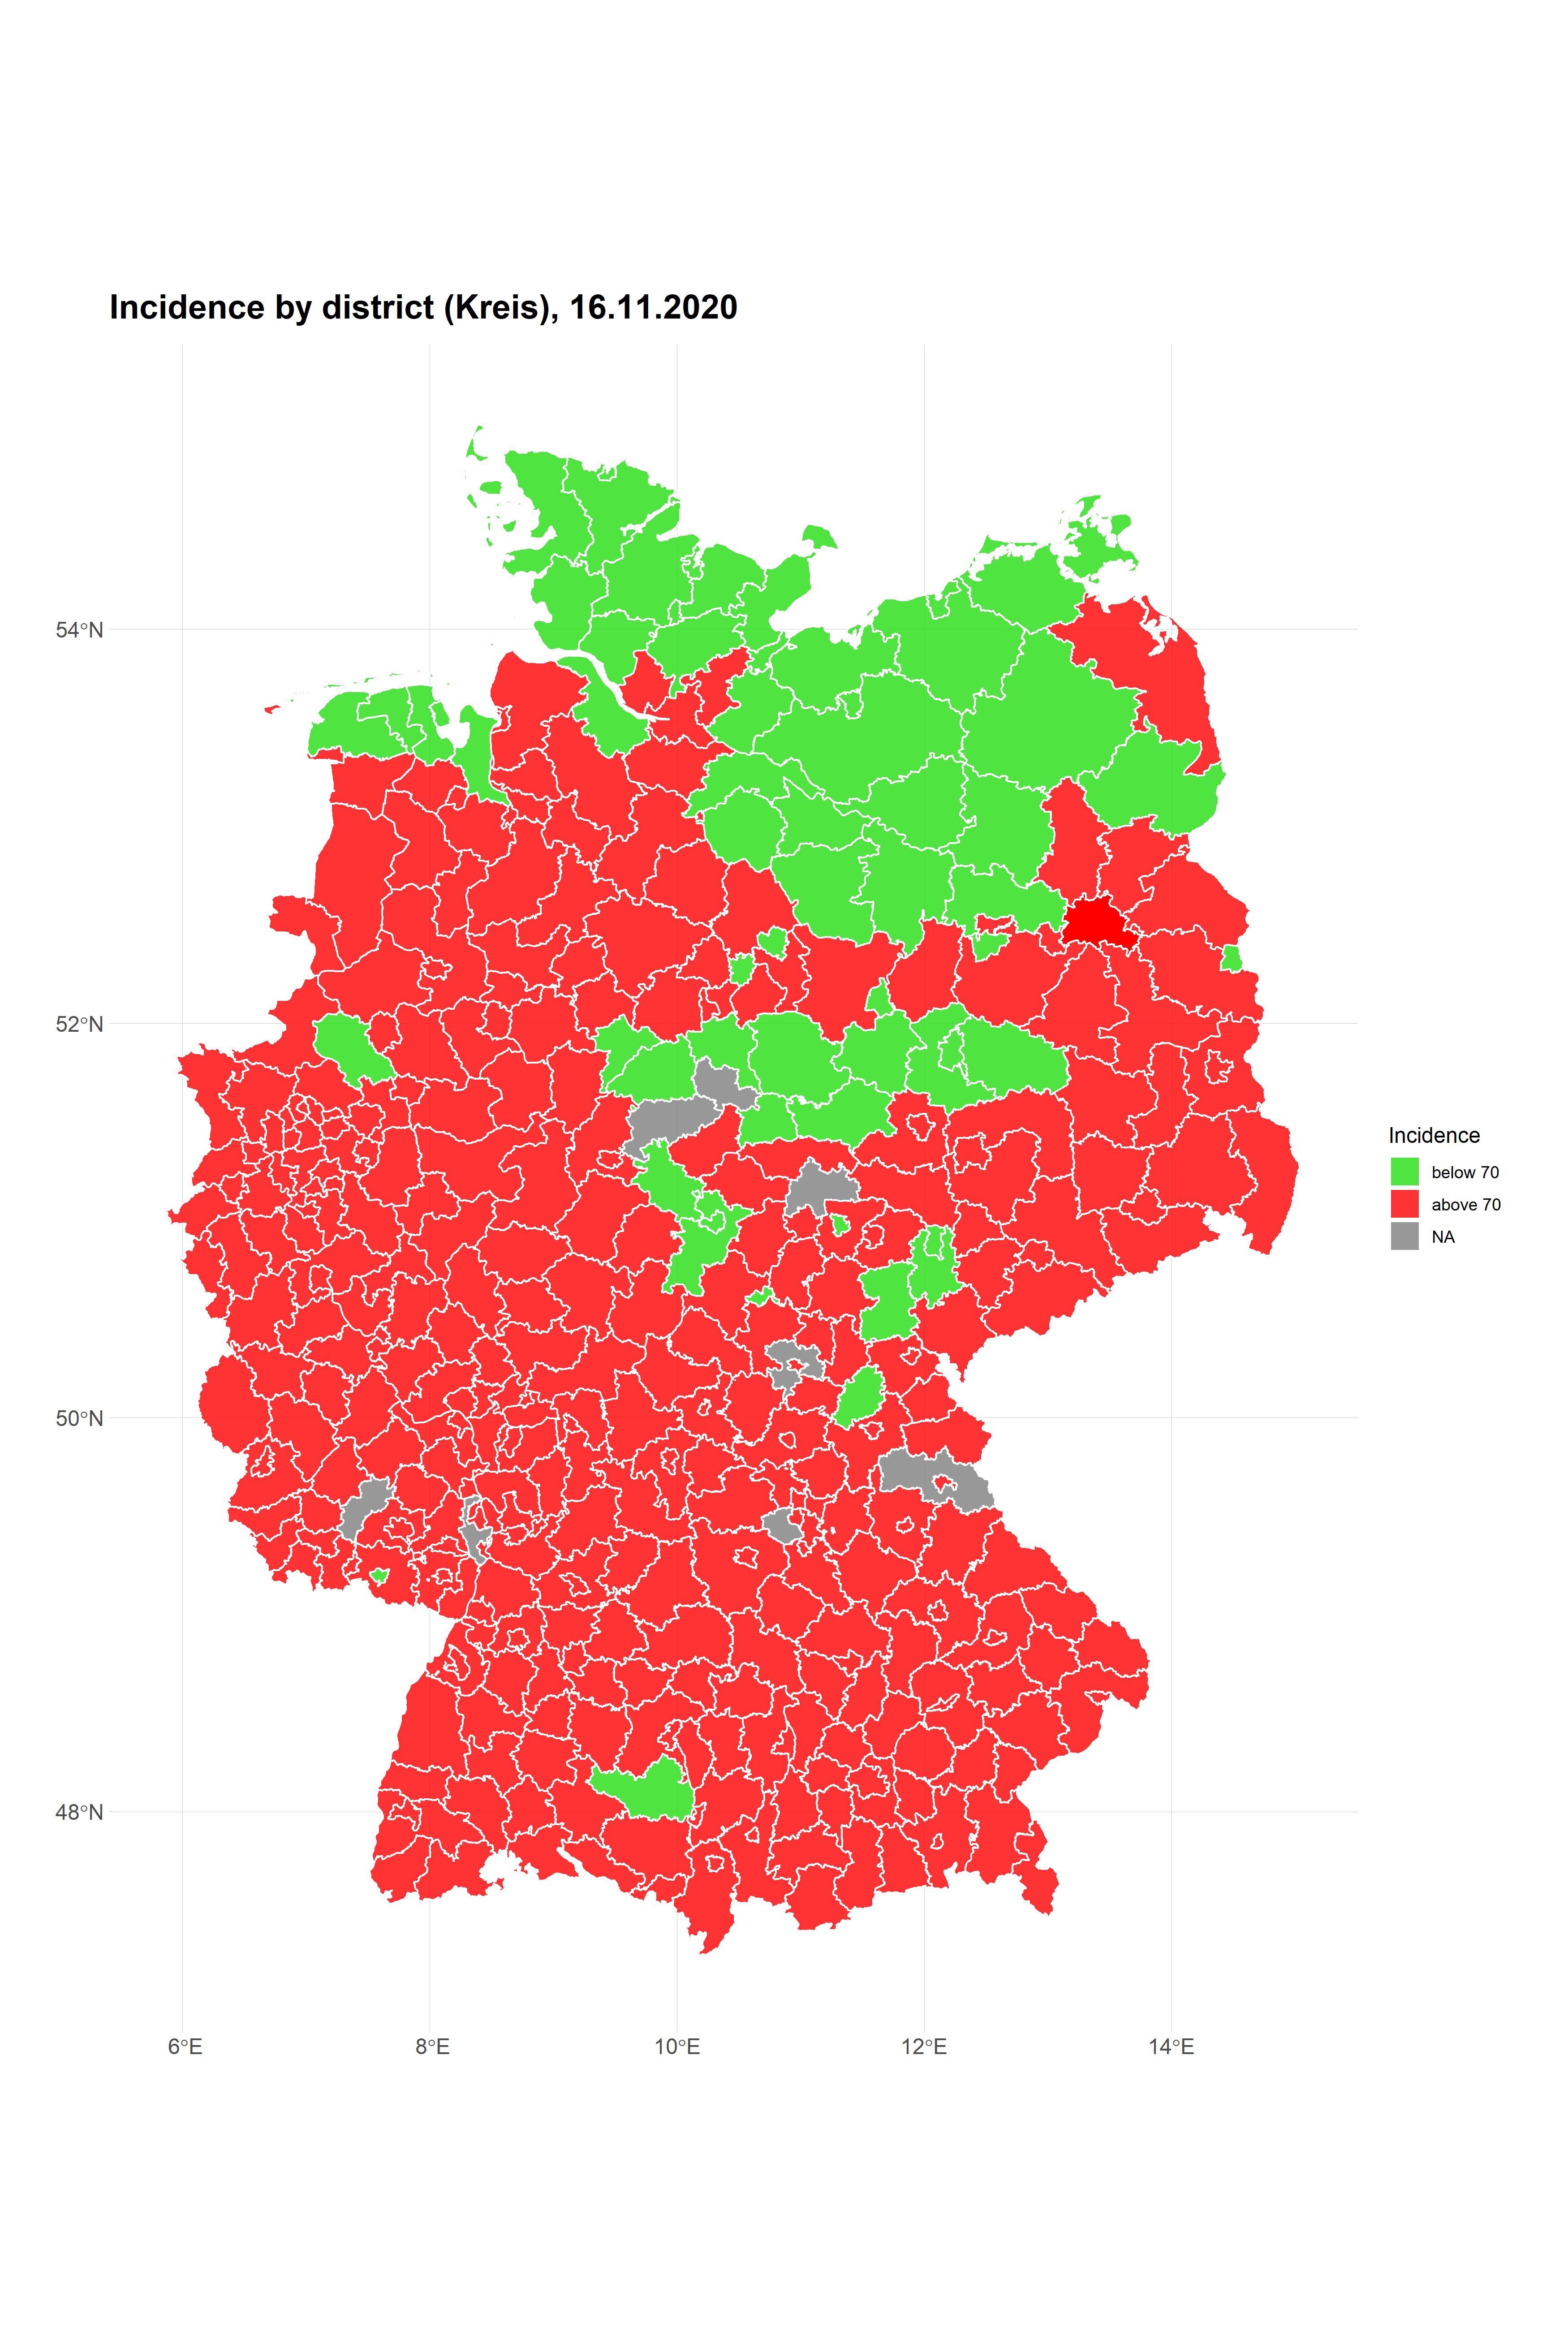 Incidence by district (Kreis), 16.11.2020
54°N
52°N
50°N
48°N
6°E
8°E
10°E
12°E
14°E
Incidence
below 70
above 70
NA